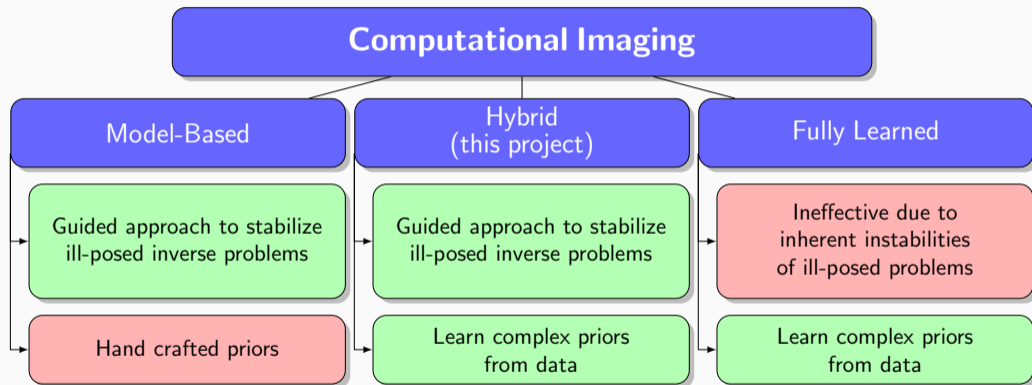 Computational Imaging
Model-Based
Hybrid
(this project)
Fully Learned
Guided approach to stabilize
ill-posed inverse problems
Guided approach to stabilize
ill-posed inverse problems
Ineffective due to
inherent instabilities
of ill-posed problems
Hand crafted priors
Learn complex priors
from data
Learn complex priors
from data